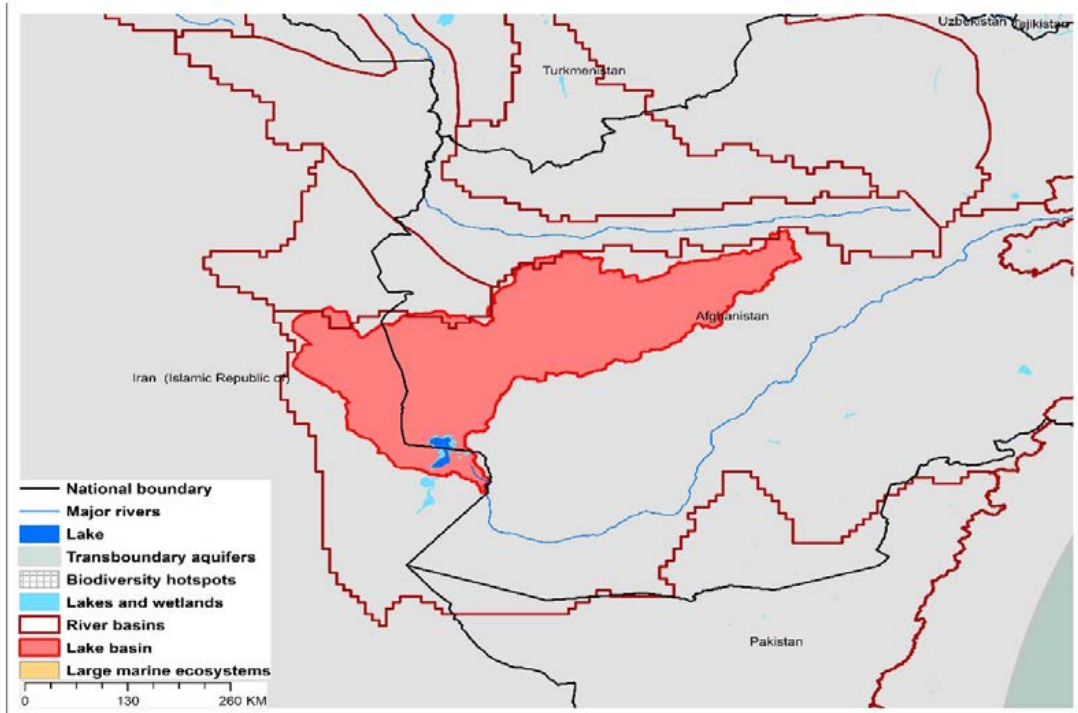 Uzbekistan
Tajikistan
Turkmenistan
Afghanistan
Iran (Islamic Republic of)
Pakistan
National boundary
Major rivers
Lake
Transboundary aquifers
Biodiversity hotspots
Lakes and wetlands
River basins
Lake basin
Large marine ecosystems
0 130 260 KM